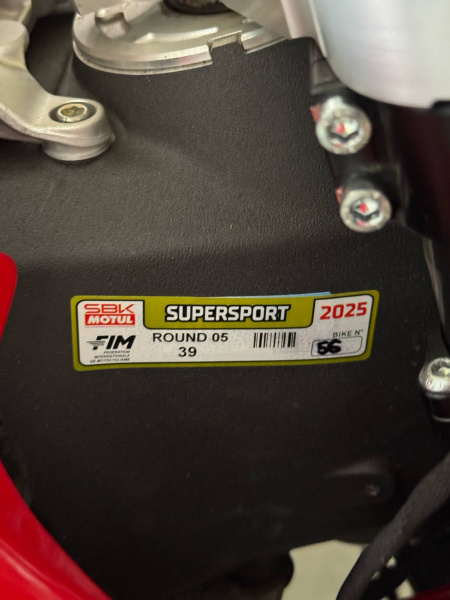 SBK
MOTUL
SUPERSPORT
2025
FIM
FEDERATION
INTERNATIONALE
DE MOTOCYCLISME
ROUND 05
39
BIKE N°
56